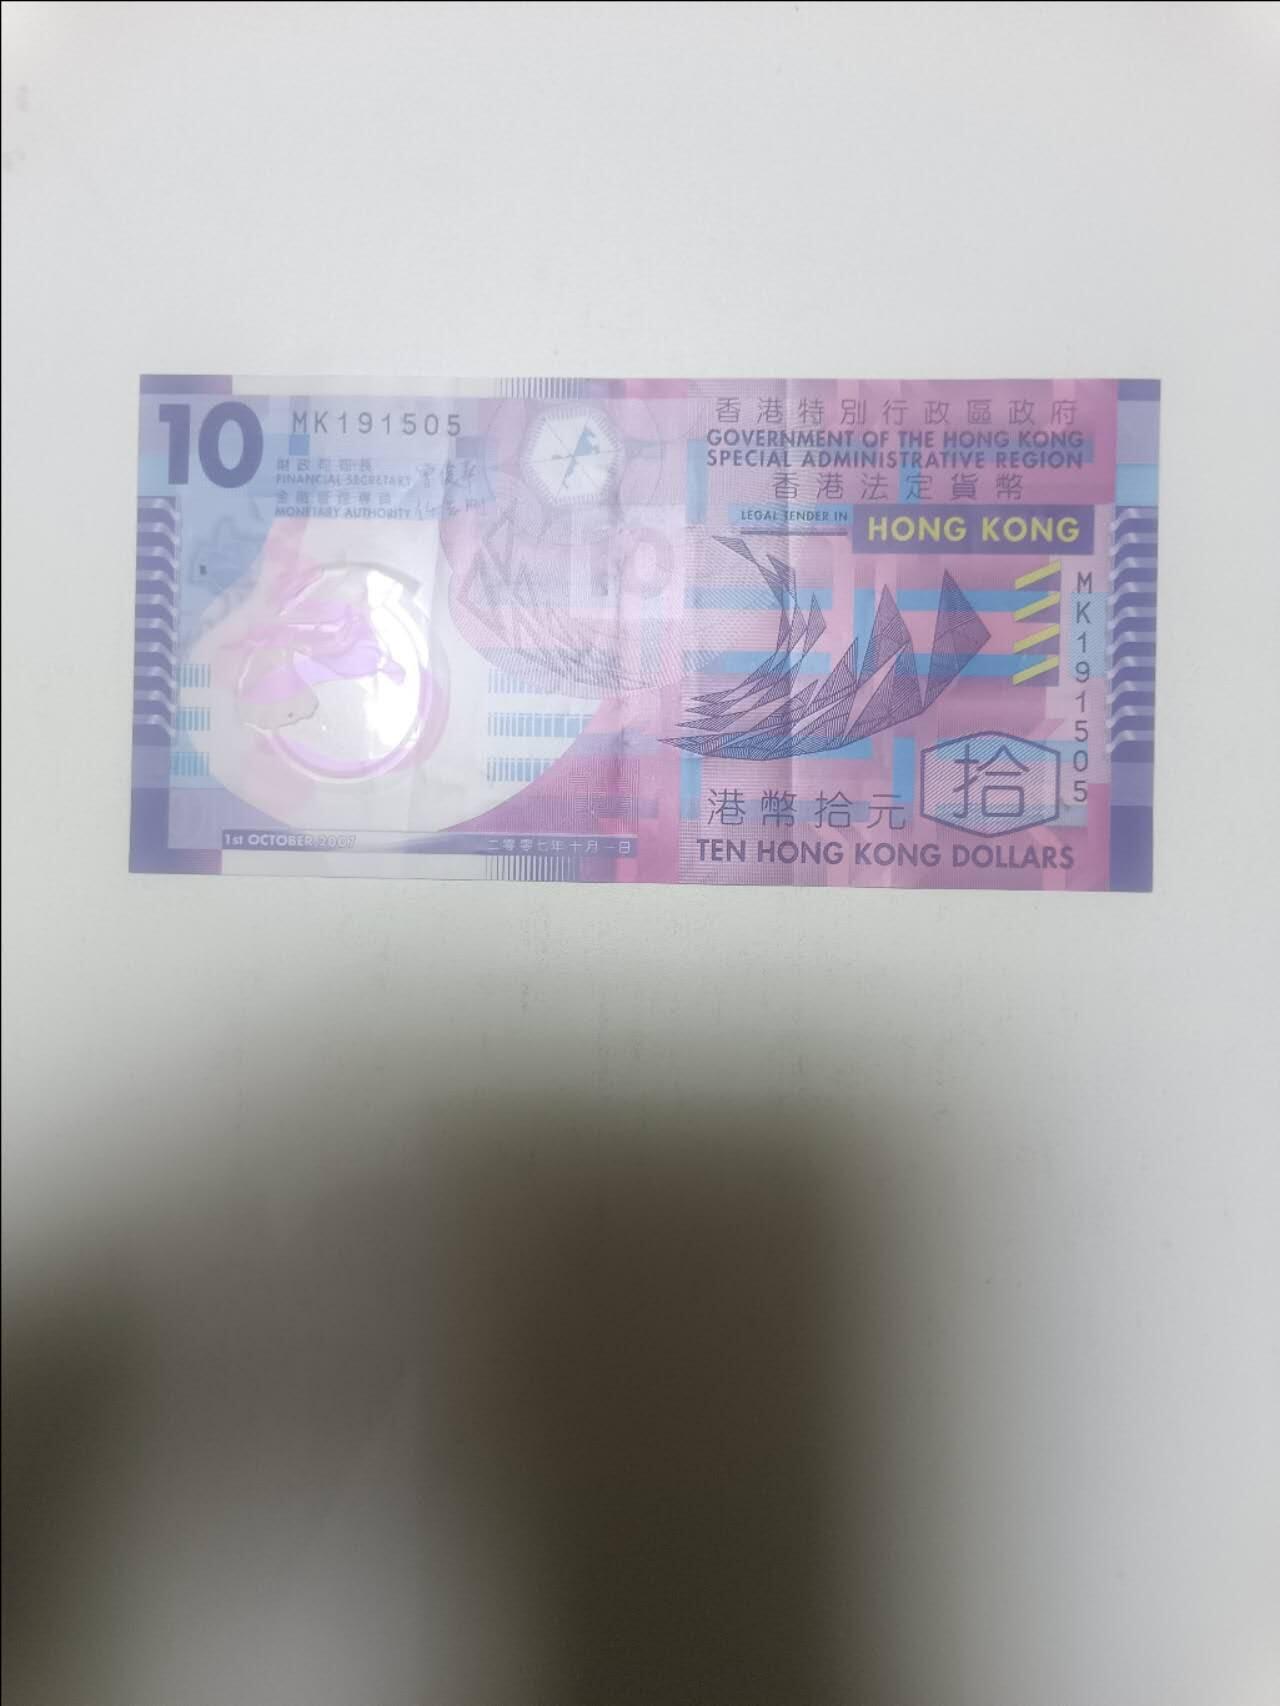 10
MK191505
財政司司長
FINANCIAL SECRETARY
金融管理專員
MONETARY AUTHORITY
香港特別行政區政府
GOVERNMENT OF THE HONG KONG
SPECIAL ADMINISTRATIVE REGION
香港法定貨幣
LEGAL TENDER IN
HONG KONG
10
MK191505
拾
港幣拾元
TEN HONG KONG DOLLARS
1st OCTOBER 2007
二零零七年十月一日